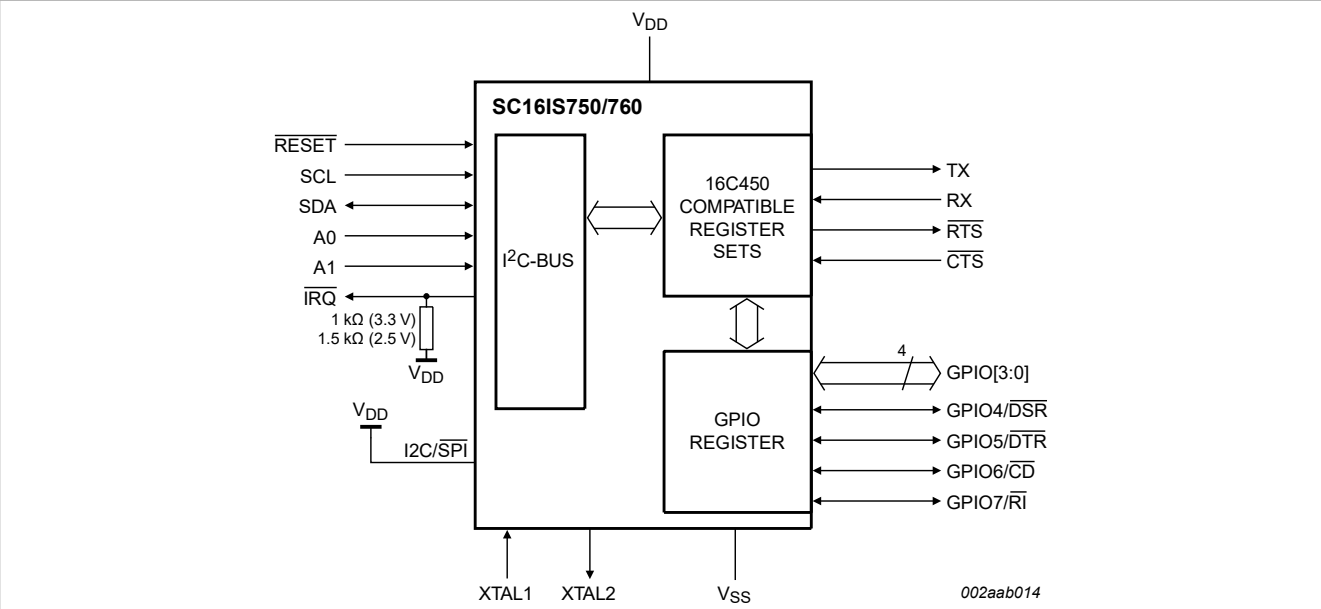 VDD
SC16IS750/760
RESET
SCL
SDA
A0
A1
IRQ
1 kΩ (3.3 V)
1.5 kΩ (2.5 V)
VDD
VDD
I2C/SPI
I²C-BUS
16C450
COMPATIBLE
REGISTER
SETS
TX
RX
RTS
CTS
GPIO
REGISTER
4
GPIO[3:0]
GPIO4/DSR
GPIO5/DTR
GPIO6/CD
GPIO7/RI
XTAL1
XTAL2
VSS
002aab014